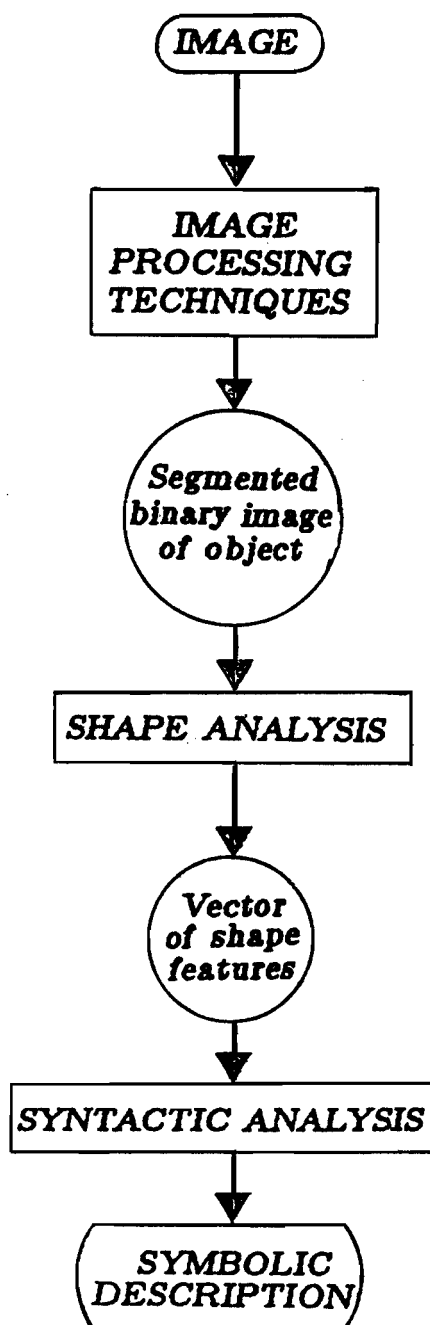 IMAGE
IMAGE
PROCESSING
TECHNIQUES
Segmented
binary image
of object
SHAPE ANALYSIS
Vector
of shape
features
SYNTACTIC ANALYSIS
SYMBOLIC
DESCRIPTION